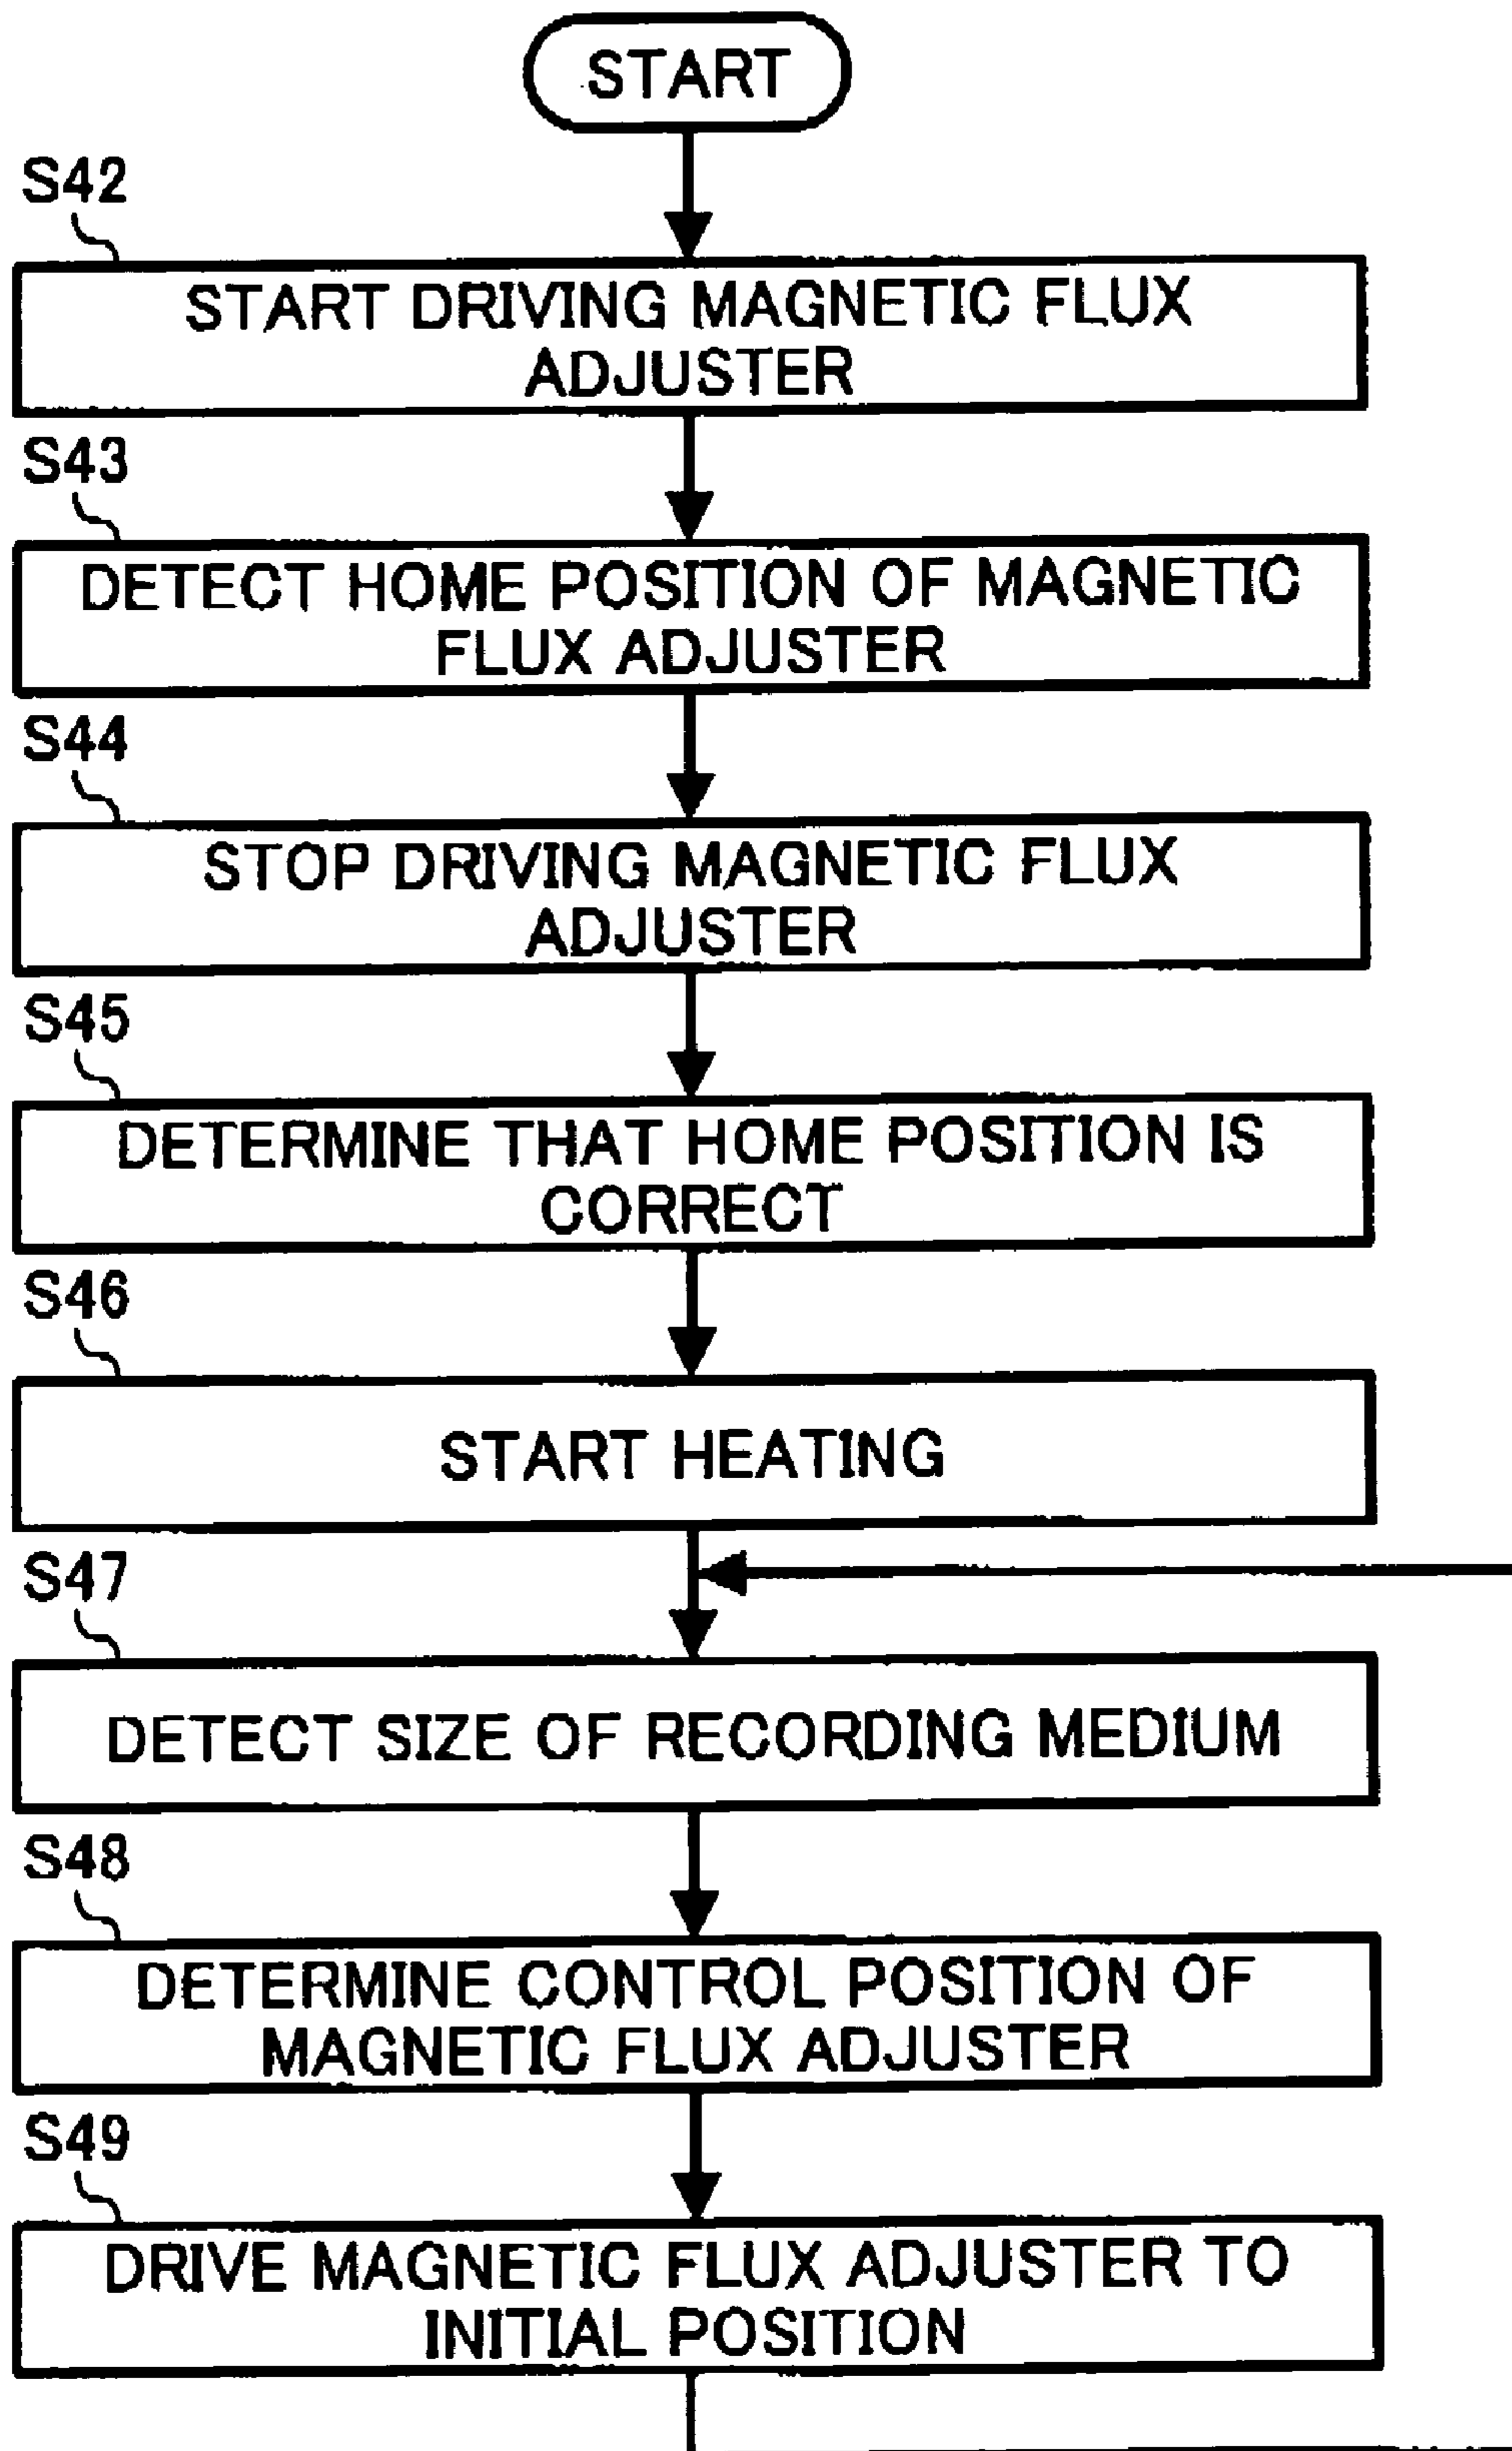 START
S42
START DRIVING MAGNETIC FLUX
ADJUSTER
S43
DETECT HOME POSITION OF MAGNETIC
FLUX ADJUSTER
S44
STOP DRIVING MAGNETIC FLUX
ADJUSTER
S45
DETERMINE THAT HOME POSITION IS
CORRECT
S46
START HEATING
S47
DETECT SIZE OF RECORDING MEDIUM
S48
DETERMINE CONTROL POSITION OF
MAGNETIC FLUX ADJUSTER
S49
DRIVE MAGNETIC FLUX ADJUSTER TO
INITIAL POSITION